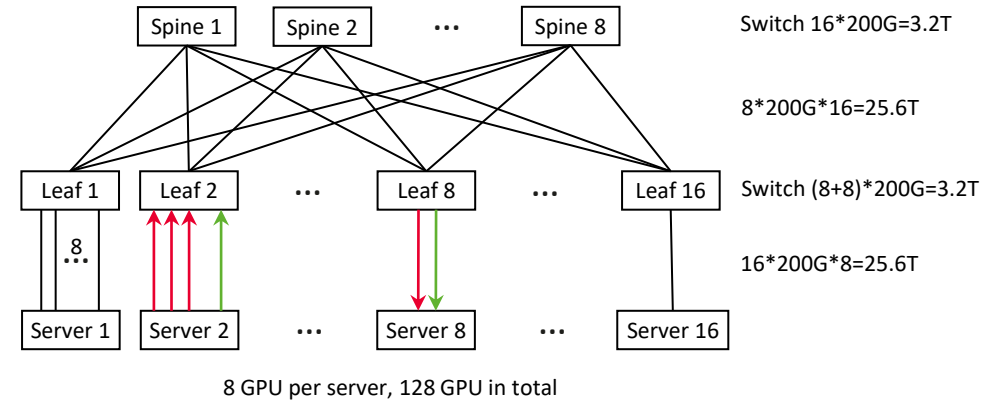 Spine 1 Spine 2 ... Spine 8 Switch 16*200G=3.2T
8*200G*16=25.6T
Leaf 1 Leaf 2 ... Leaf 8 ... Leaf 16 Switch (8+8)*200G=3.2T
8
...
16*200G*8=25.6T
Server 1 Server 2 ... Server 8 ... Server 16
8 GPU per server, 128 GPU in total